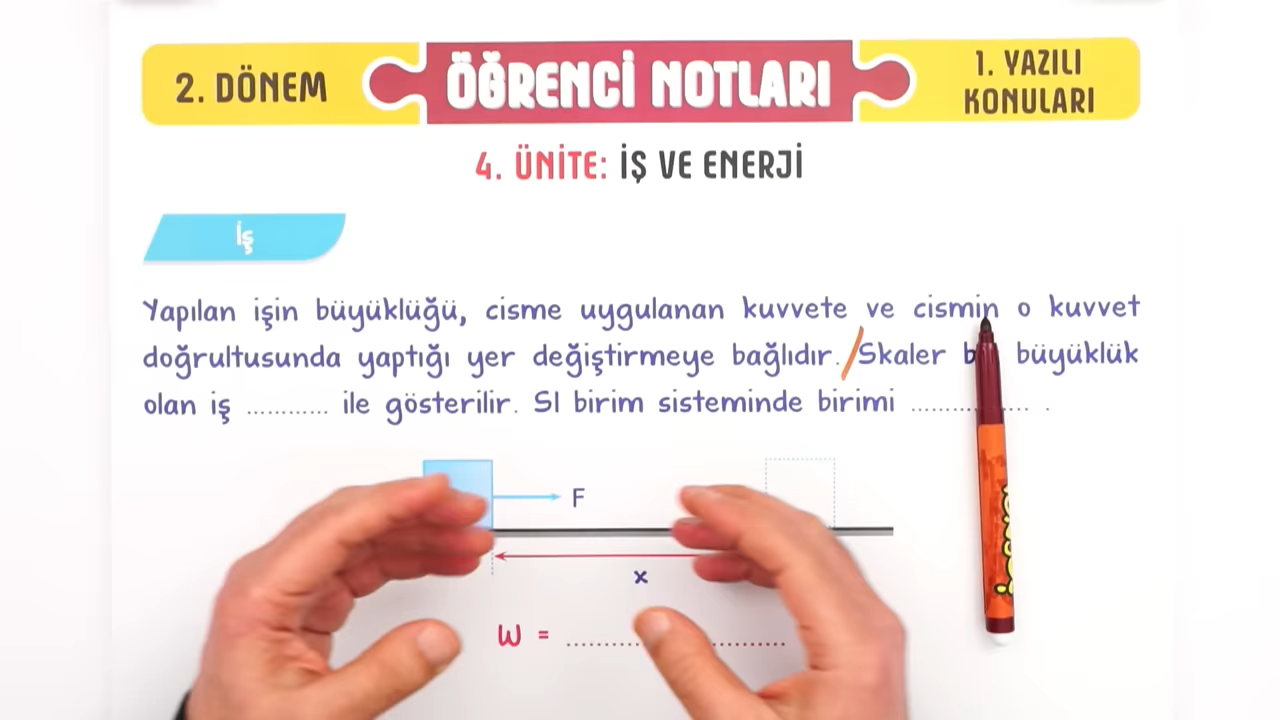 2. DÖNEM
ÖĞRENCİ NOTLARI
1. YAZILI
KONULARI
4. ÜNİTE: İŞ VE ENERJİ
İş
Yapılan işin büyüklüğü, cisme uygulanan kuvvete ve cismin o kuvvet
doğrultusunda yaptığı yer değiştirmeye bağlıdır. Skaler büyüklük
olan iş ............ ile gösterilir. SI birim sisteminde birimi .................. .
F
x
W = ..............................